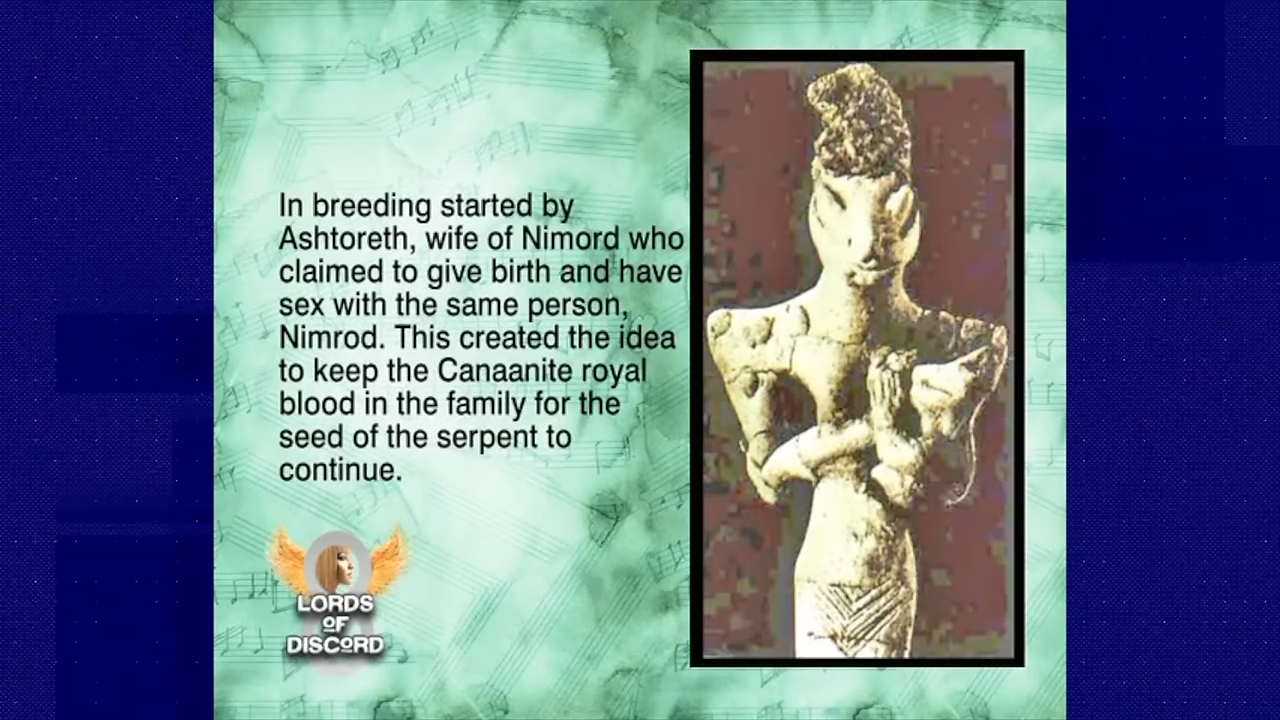 In breeding started by
Ashtoreth, wife of Nimord who
claimed to give birth and have
sex with the same person,
Nimrod. This created the idea
to keep the Canaanite royal
blood in the family for the
seed of the serpent to
continue.
LORDS
OF
DISCORD